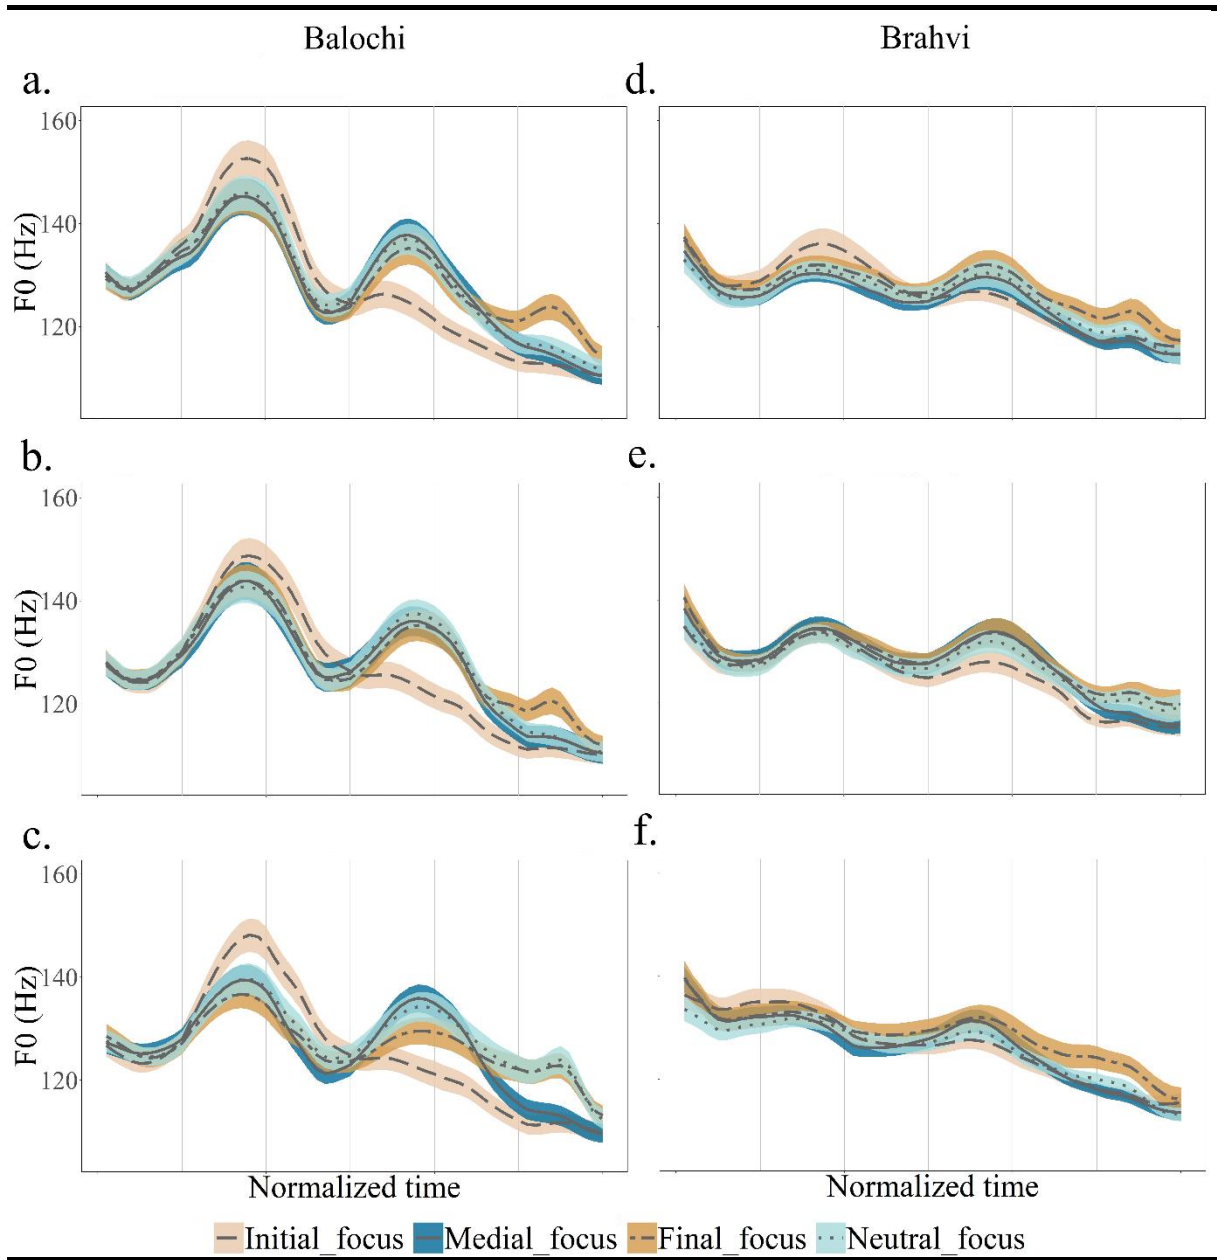 Balochi
Brahvi
a.
d.
160
140
120
F0 (Hz)
b.
e.
160
140
120
F0 (Hz)
c.
f.
160
140
120
F0 (Hz)
Normalized time
Normalized time
Initial_focus Medial_focus Final_focus Neutral_focus